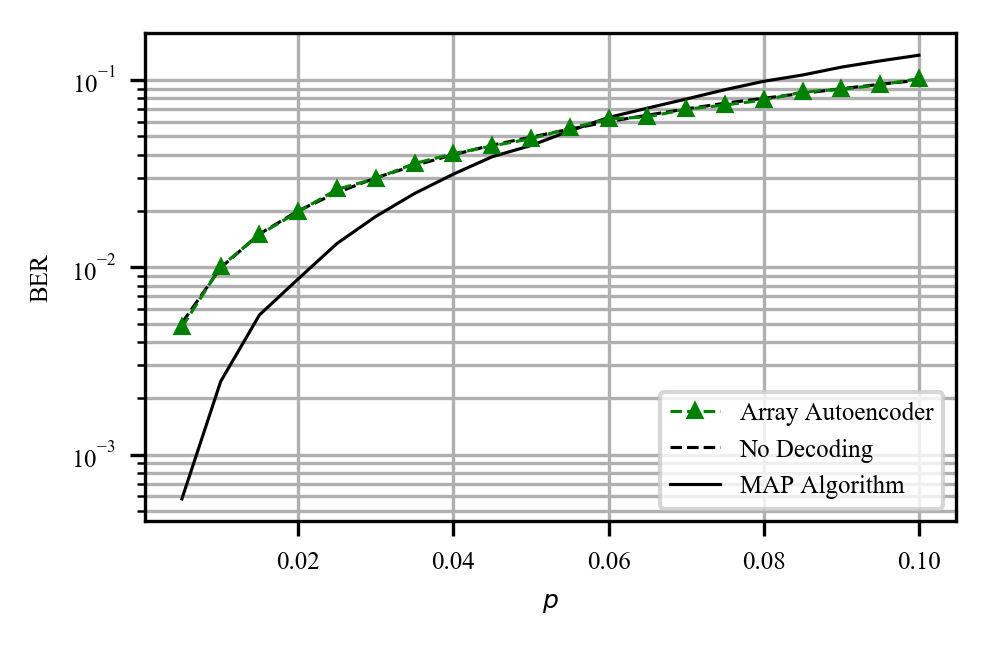 BER
10⁻¹
10⁻²
10⁻³
Array Autoencoder
No Decoding
MAP Algorithm
0.02 0.04 0.06 0.08 0.10
p